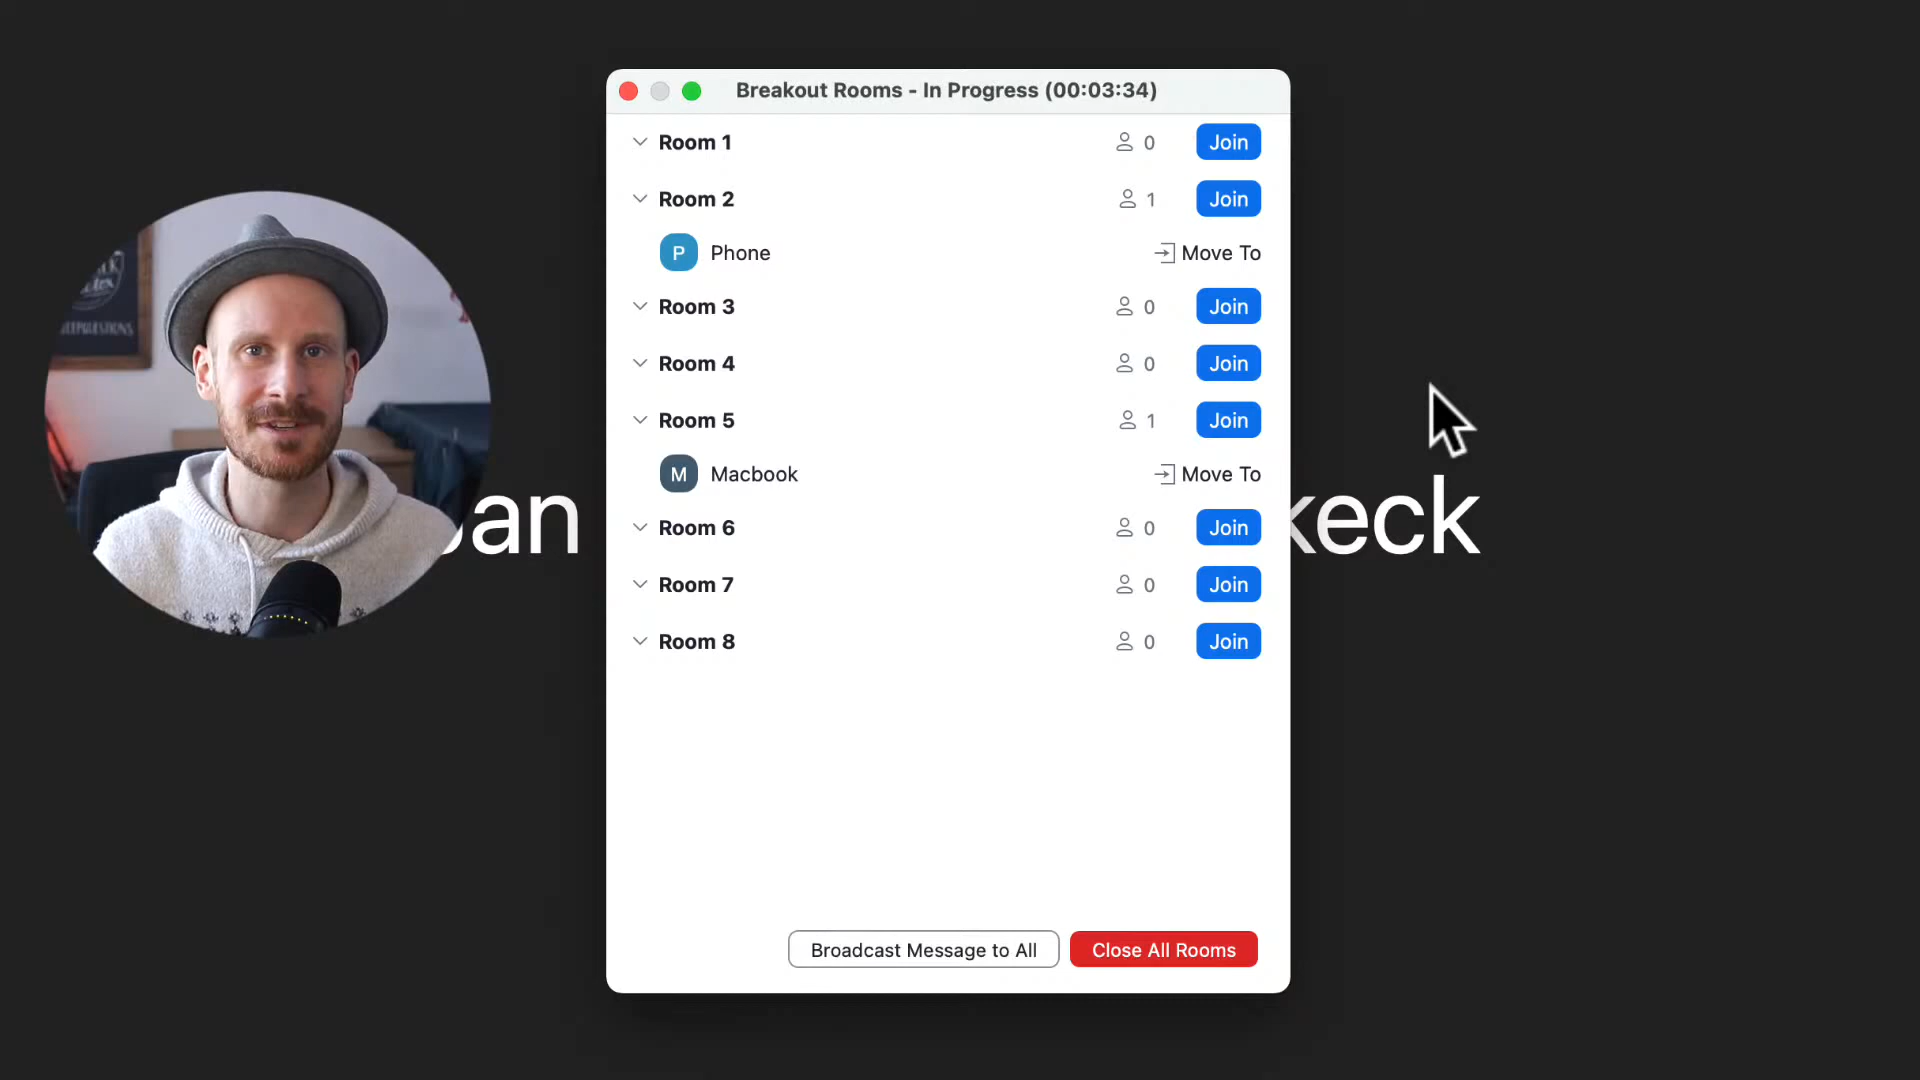 Breakout Rooms - In Progress (00:03:34)
Room 1 0 Join
Room 2 1 Join
P Phone Move To
Room 3 0 Join
Room 4 0 Join
Room 5 1 Join
M Macbook Move To
an keck
Room 6 0 Join
Room 7 0 Join
Room 8 0 Join
Broadcast Message to All Close All Rooms